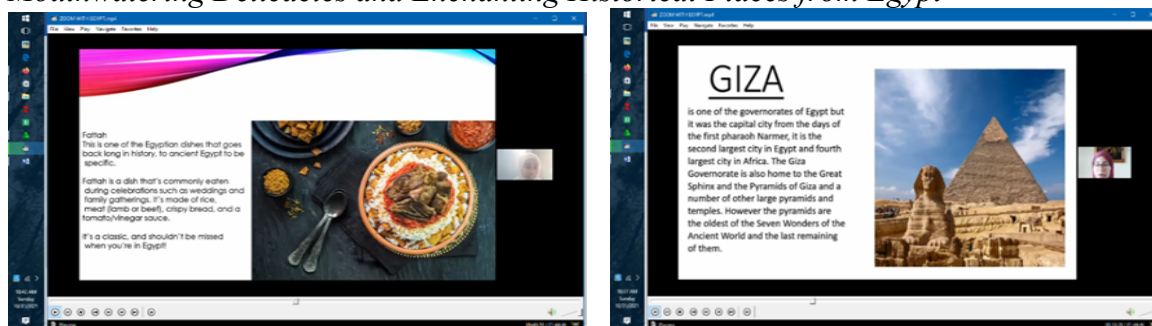 Mouthwatering Delicacies and Enchanting Historical Places from Egypt
ZOOM WITH EGYPT.mp4
File View Play Navigate Favorites Help
Fattah
This is one of the Egyptian dishes that goes
back long in history, to ancient Egypt to be
specific.
Fattah is a dish that's commonly eaten
during celebrations such as weddings and
family gatherings. It's made of rice,
meat (lamb or beef), crispy bread, and a
tomato/vinegar sauce.
It's a classic, and shouldn't be missed
when you're in Egypt!
Sunday
ZOOM WITH EGYPT.mp4
File View Play Navigate Favorites Help
GIZA
is one of the governorates of Egypt but
it was the capital city from the days of
the first pharaoh Narmer, it is the
second largest city in Egypt and fourth
largest city in Africa. The Giza
Governorate is also home to the Great
Sphinx and the Pyramids of Giza and a
number of other large pyramids and
temples. However the pyramids are
the oldest of the Seven Wonders of the
Ancient World and the last remaining
of them.
Sunday